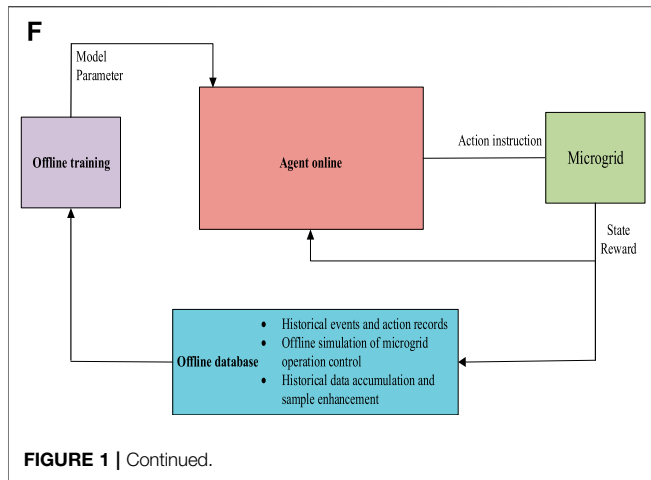 F
Model
Parameter
Offline training
Agent online
Action instruction
Microgrid
State
Reward
Offline database
• Historical events and action records
• Offline simulation of microgrid
operation control
• Historical data accumulation and
sample enhancement
FIGURE 1 | Continued.